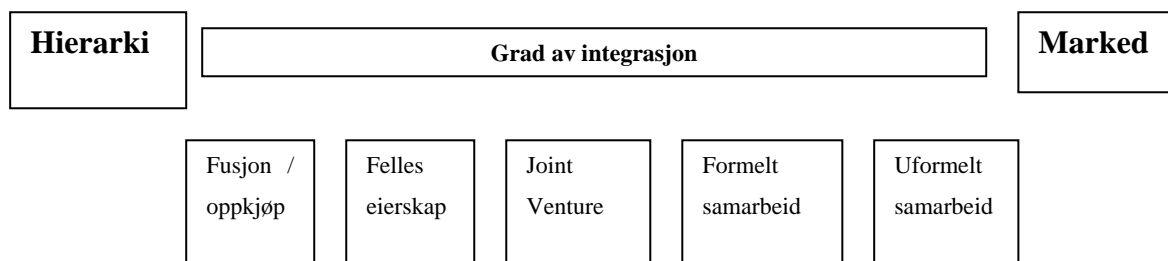 Hierarki
Grad av integrasjon
Marked
Fusjon /
oppkjøp
Felles
eierskap
Joint
Venture
Formelt
samarbeid
Uformelt
samarbeid